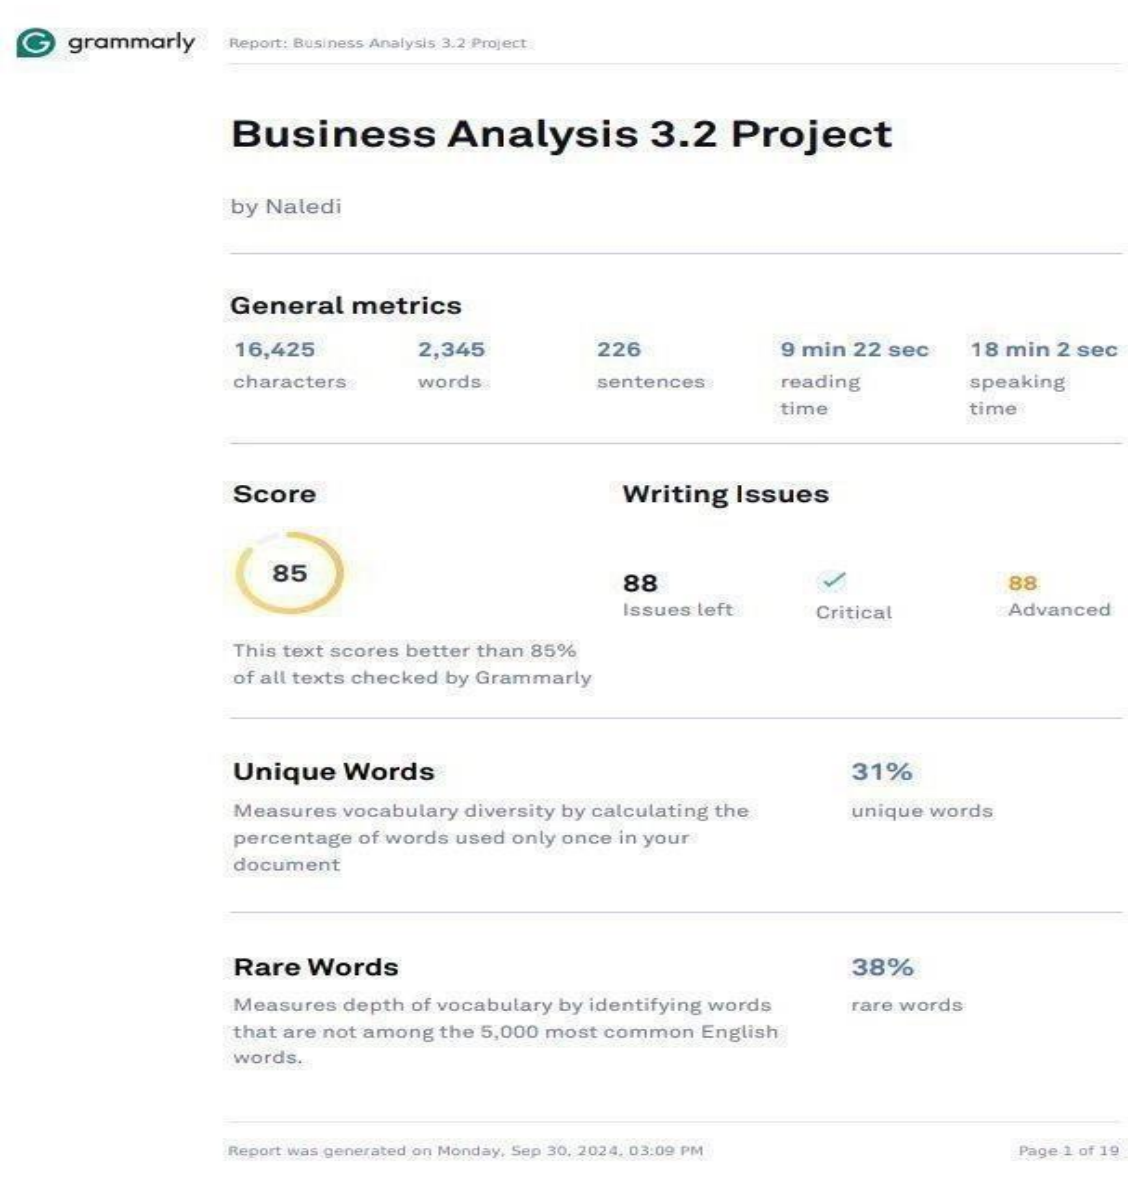 grammarly Report: Business Analysis 3.2 Project
Business Analysis 3.2 Project
by Naledi
General metrics
16,425 2,345 226 9 min 22 sec 18 min 2 sec
characters words sentences reading speaking
time time
Score Writing Issues
85
88 88
Issues left Critical Advanced
This text scores better than 85%
of all texts checked by Grammarly
Unique Words 31%
Measures vocabulary diversity by calculating the unique words
percentage of words used only once in your
document
Rare Words 38%
Measures depth of vocabulary by identifying words rare words
that are not among the 5,000 most common English
words.
Report was generated on Monday, Sep 30, 2024, 03:09 PM Page 1 of 19